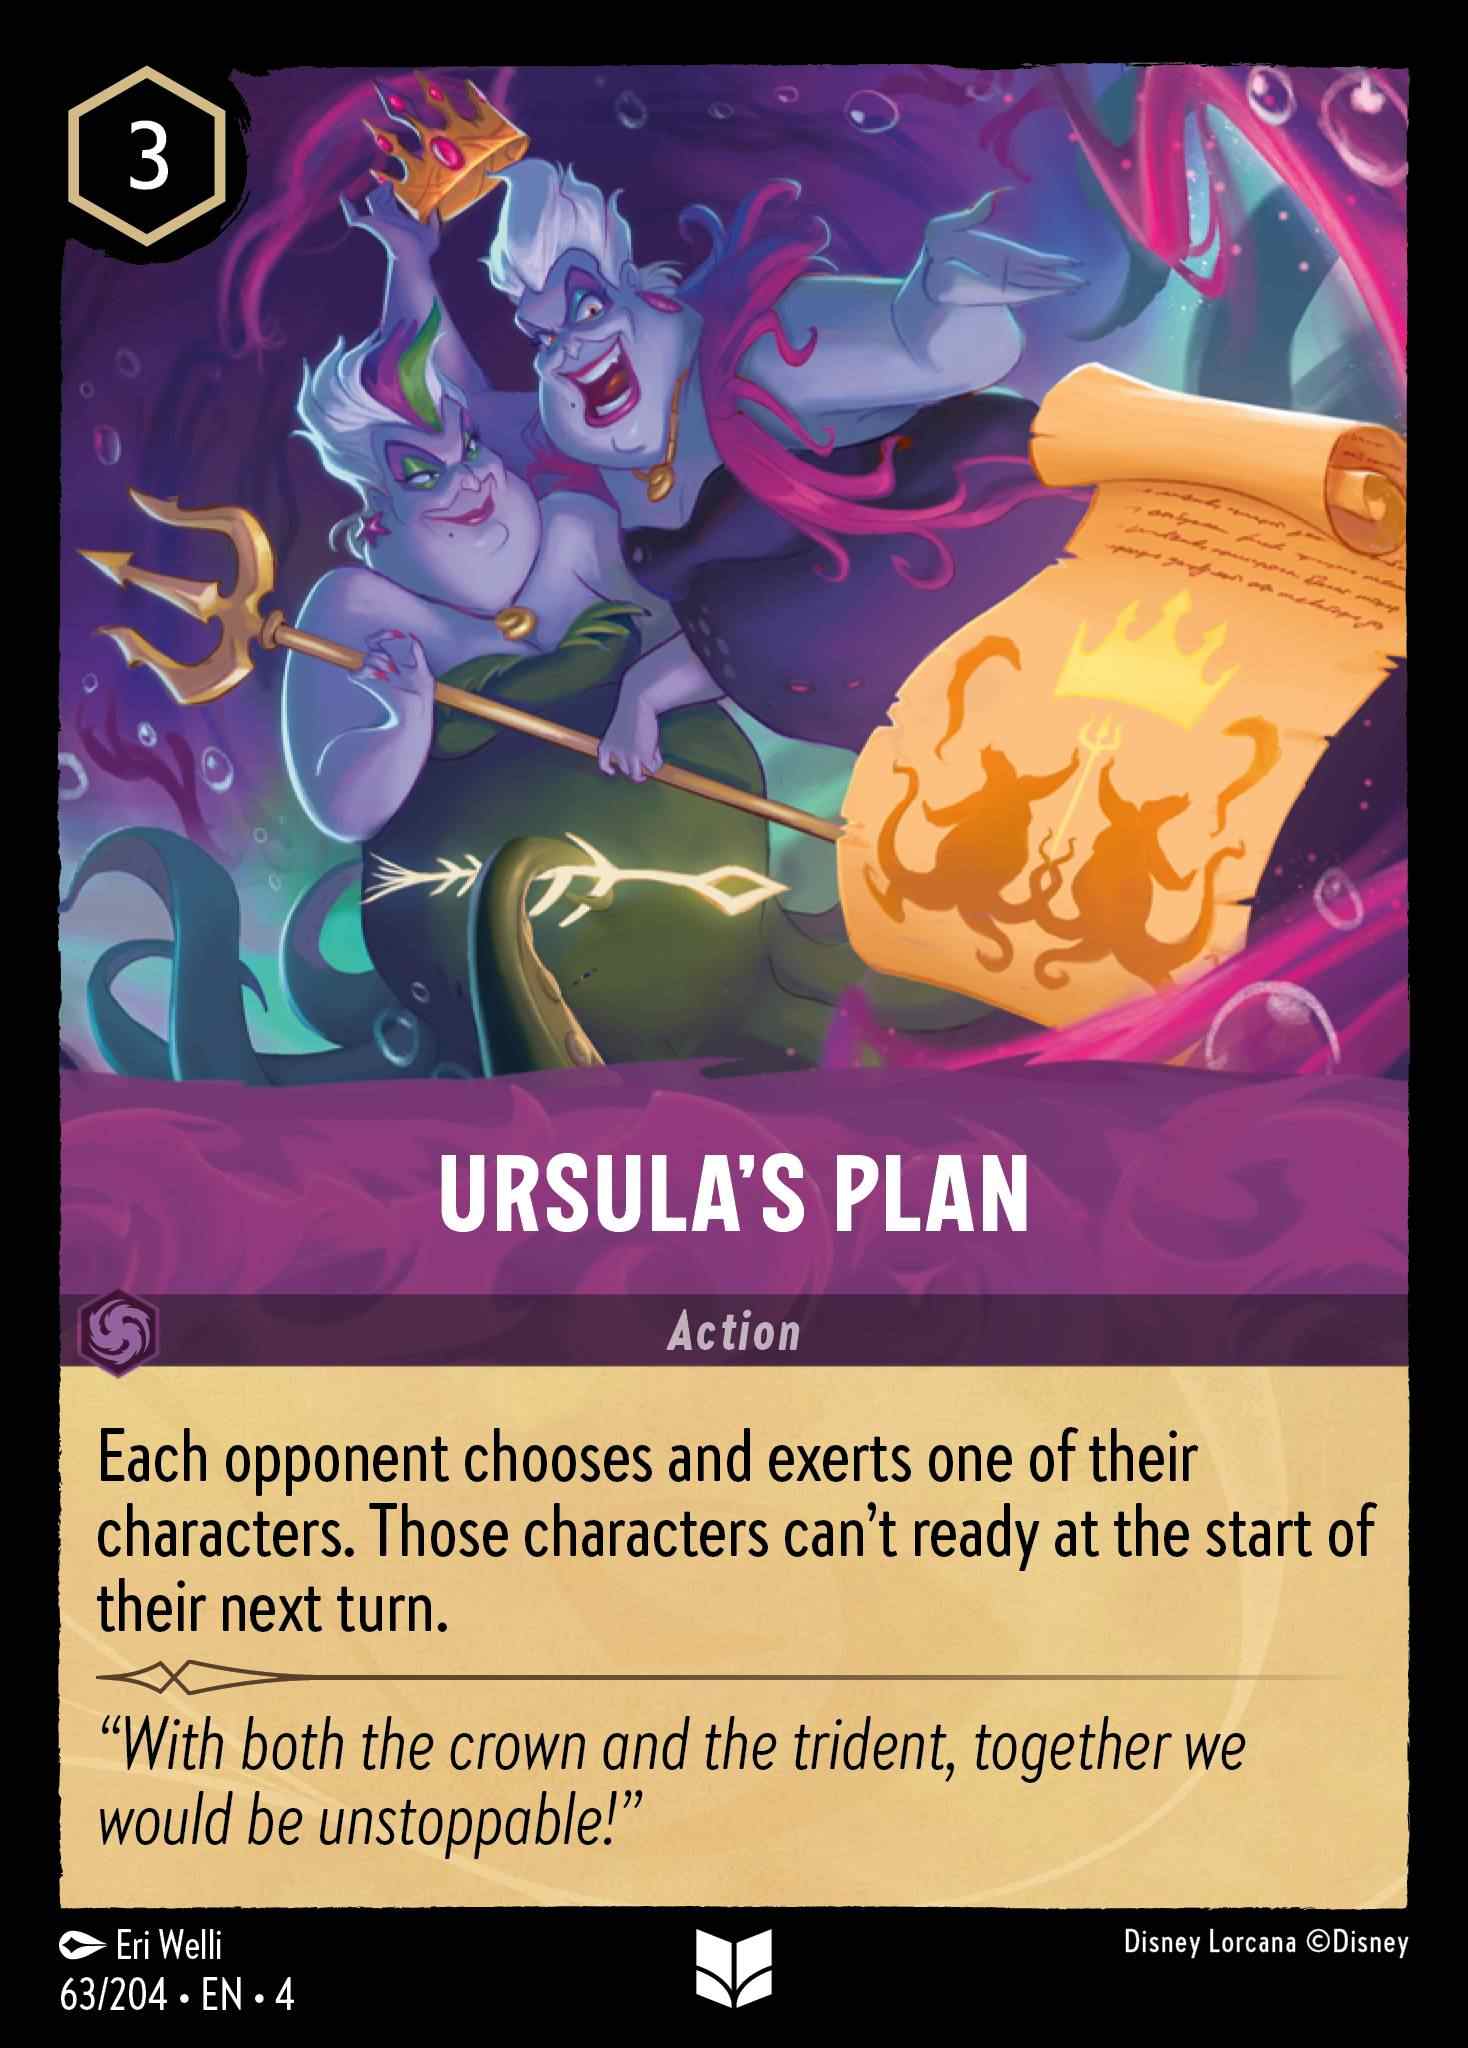 3
URSULA’S PLAN
Action
Each opponent chooses and exerts one of their
characters. Those characters can’t ready at the start of
their next turn.
“With both the crown and the trident, together we
would be unstoppable!”
Eri Welli
Disney Lorcana ©Disney
63/204 • EN • 4